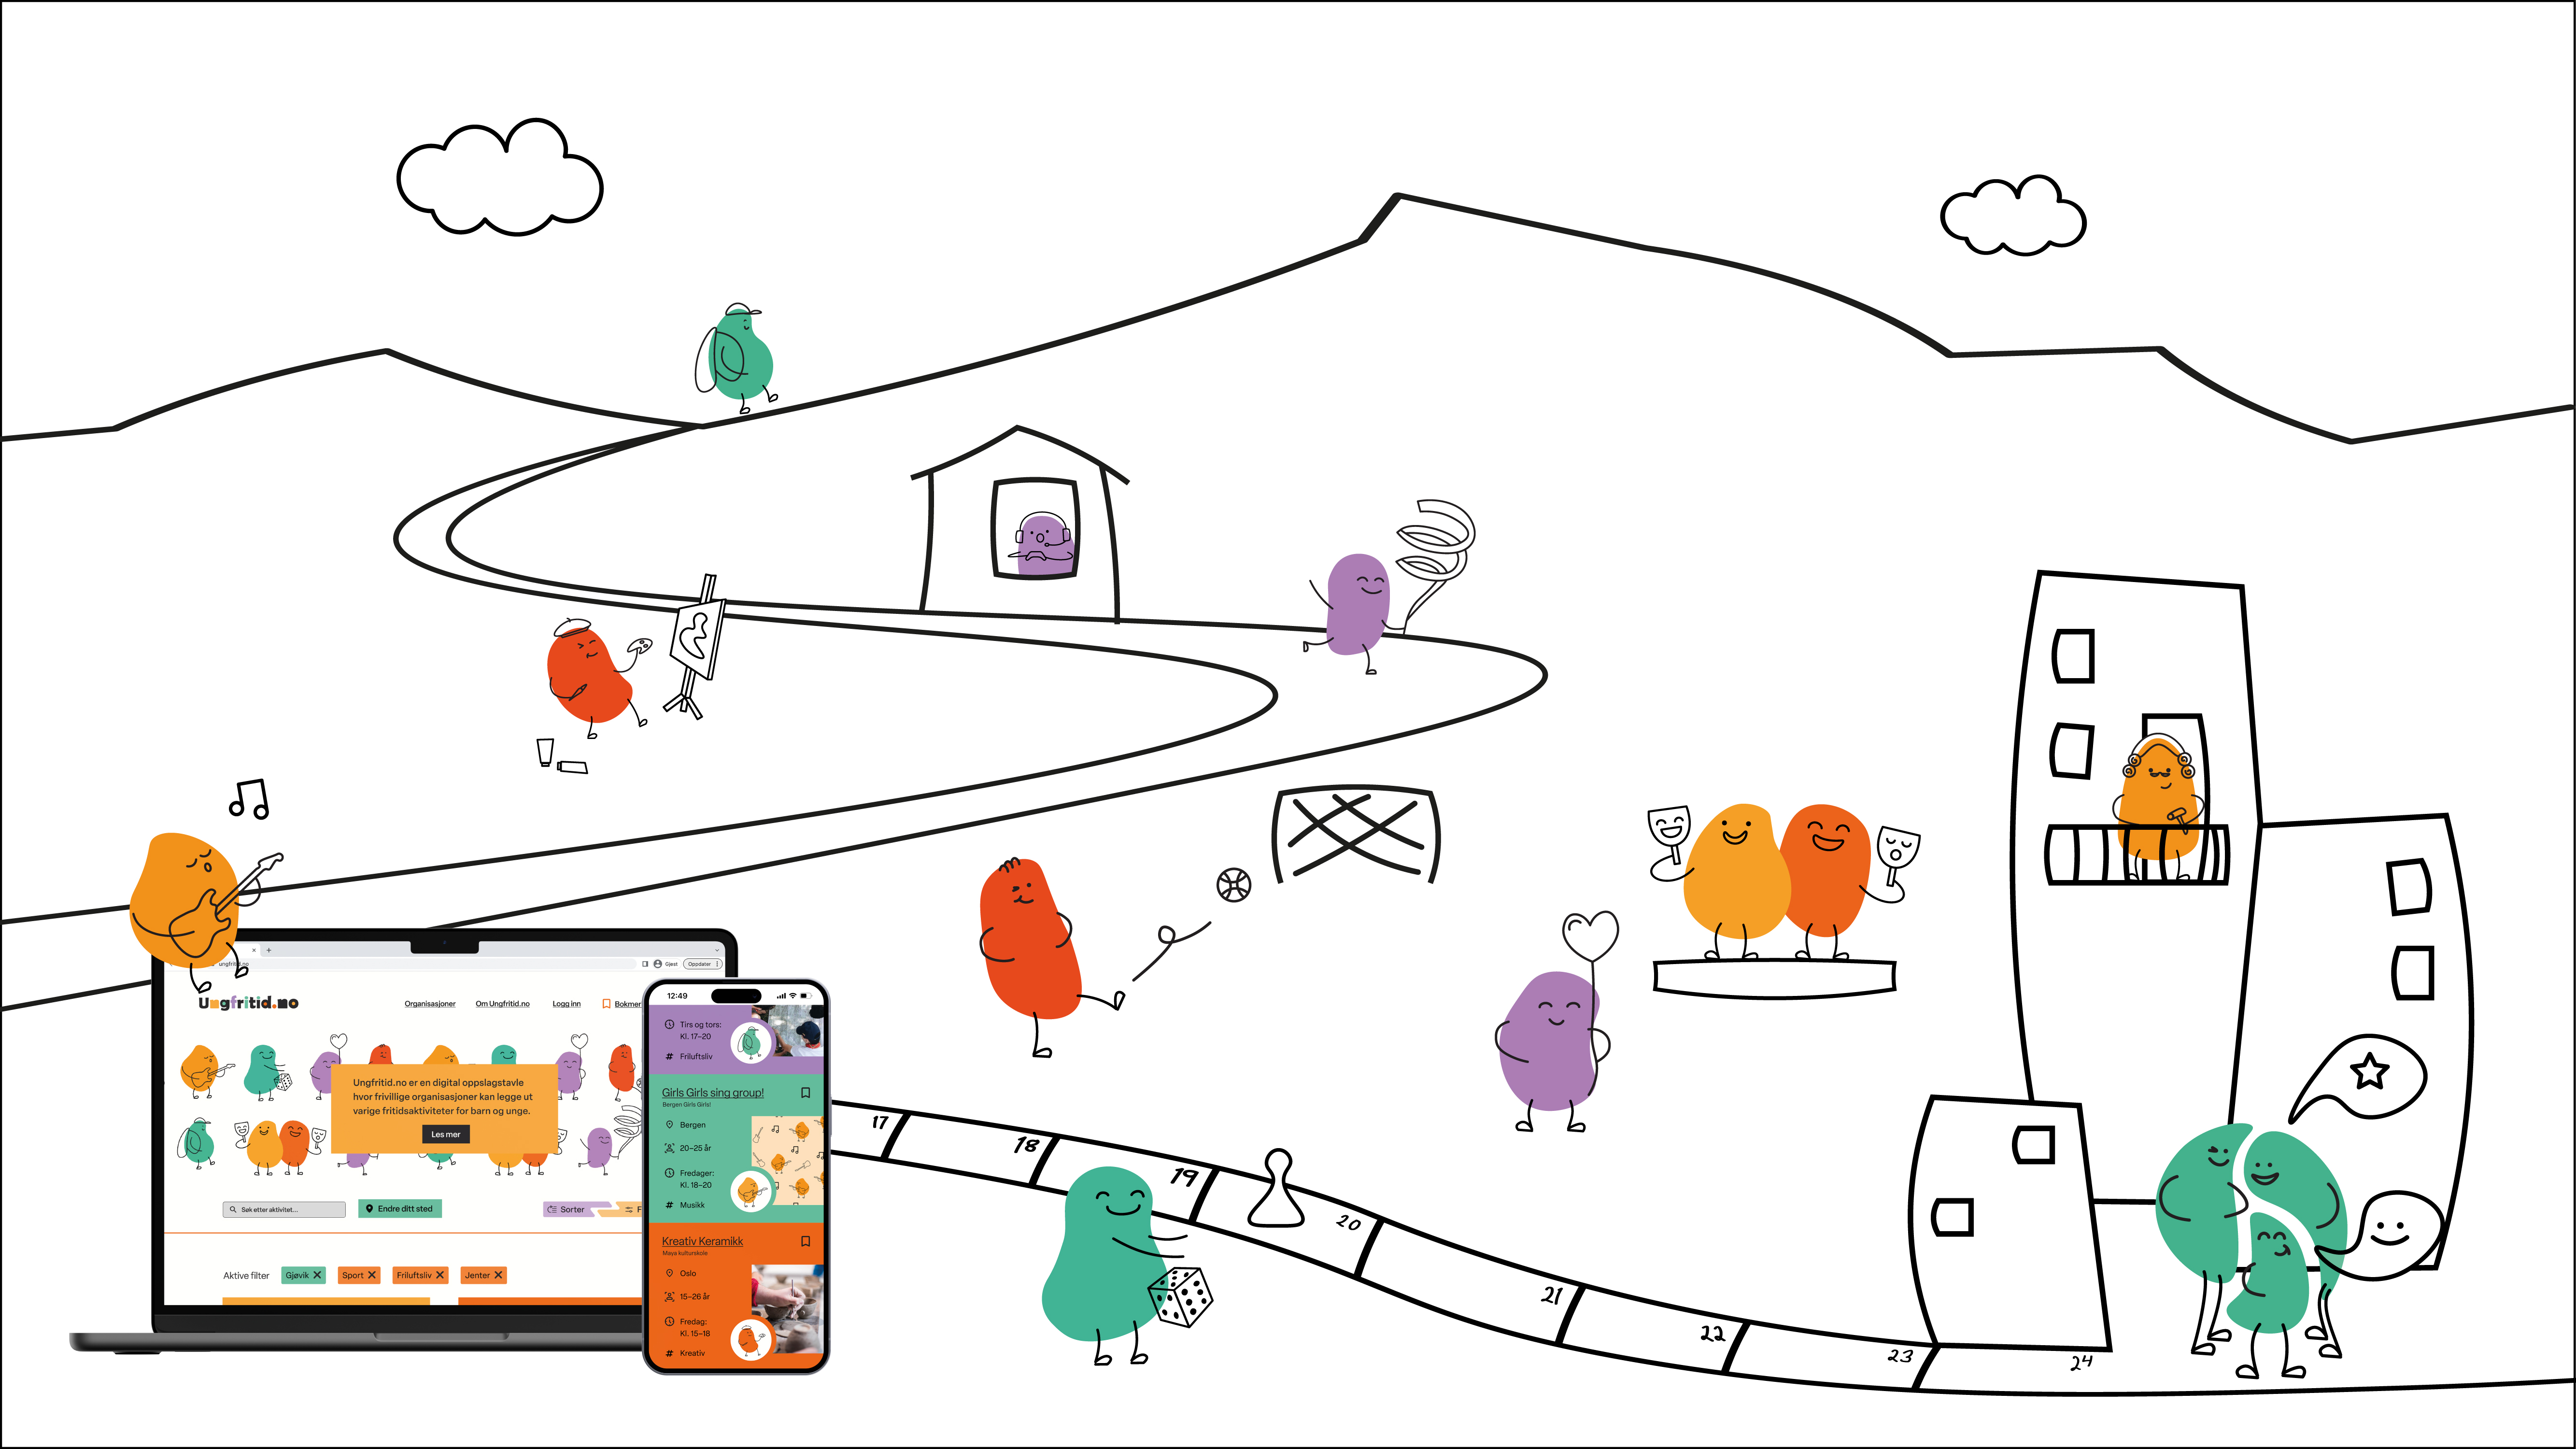 ungfritid.no
Gjest
Oppdater
Ungfritid.no
Organisasjoner
Om Ungfritid.no
Logg inn
Ungfritid.no er en digital oppslagstavle
hvor frivillige organisasjoner kan legge ut
varige fritidsaktiviteter for barn og unge.
Les mer
Søk etter aktivitet...
Endre ditt sted
Sorter
Aktive filter
Gjøvik
Sport
Friluftsliv
Jenter
12:49
Tirs og tors:
Kl. 17–20
# Friluftsliv
Girls Girls sing group!
Bergen Girls Girls!
Bergen
20–25 år
Fredager:
Kl. 18–20
# Musikk
Kreativ Keramikk
Maya kulturskole
Oslo
15–26 år
Fredag:
Kl. 15–18
# Kreativ
17
18
19
20
21
22
23
24